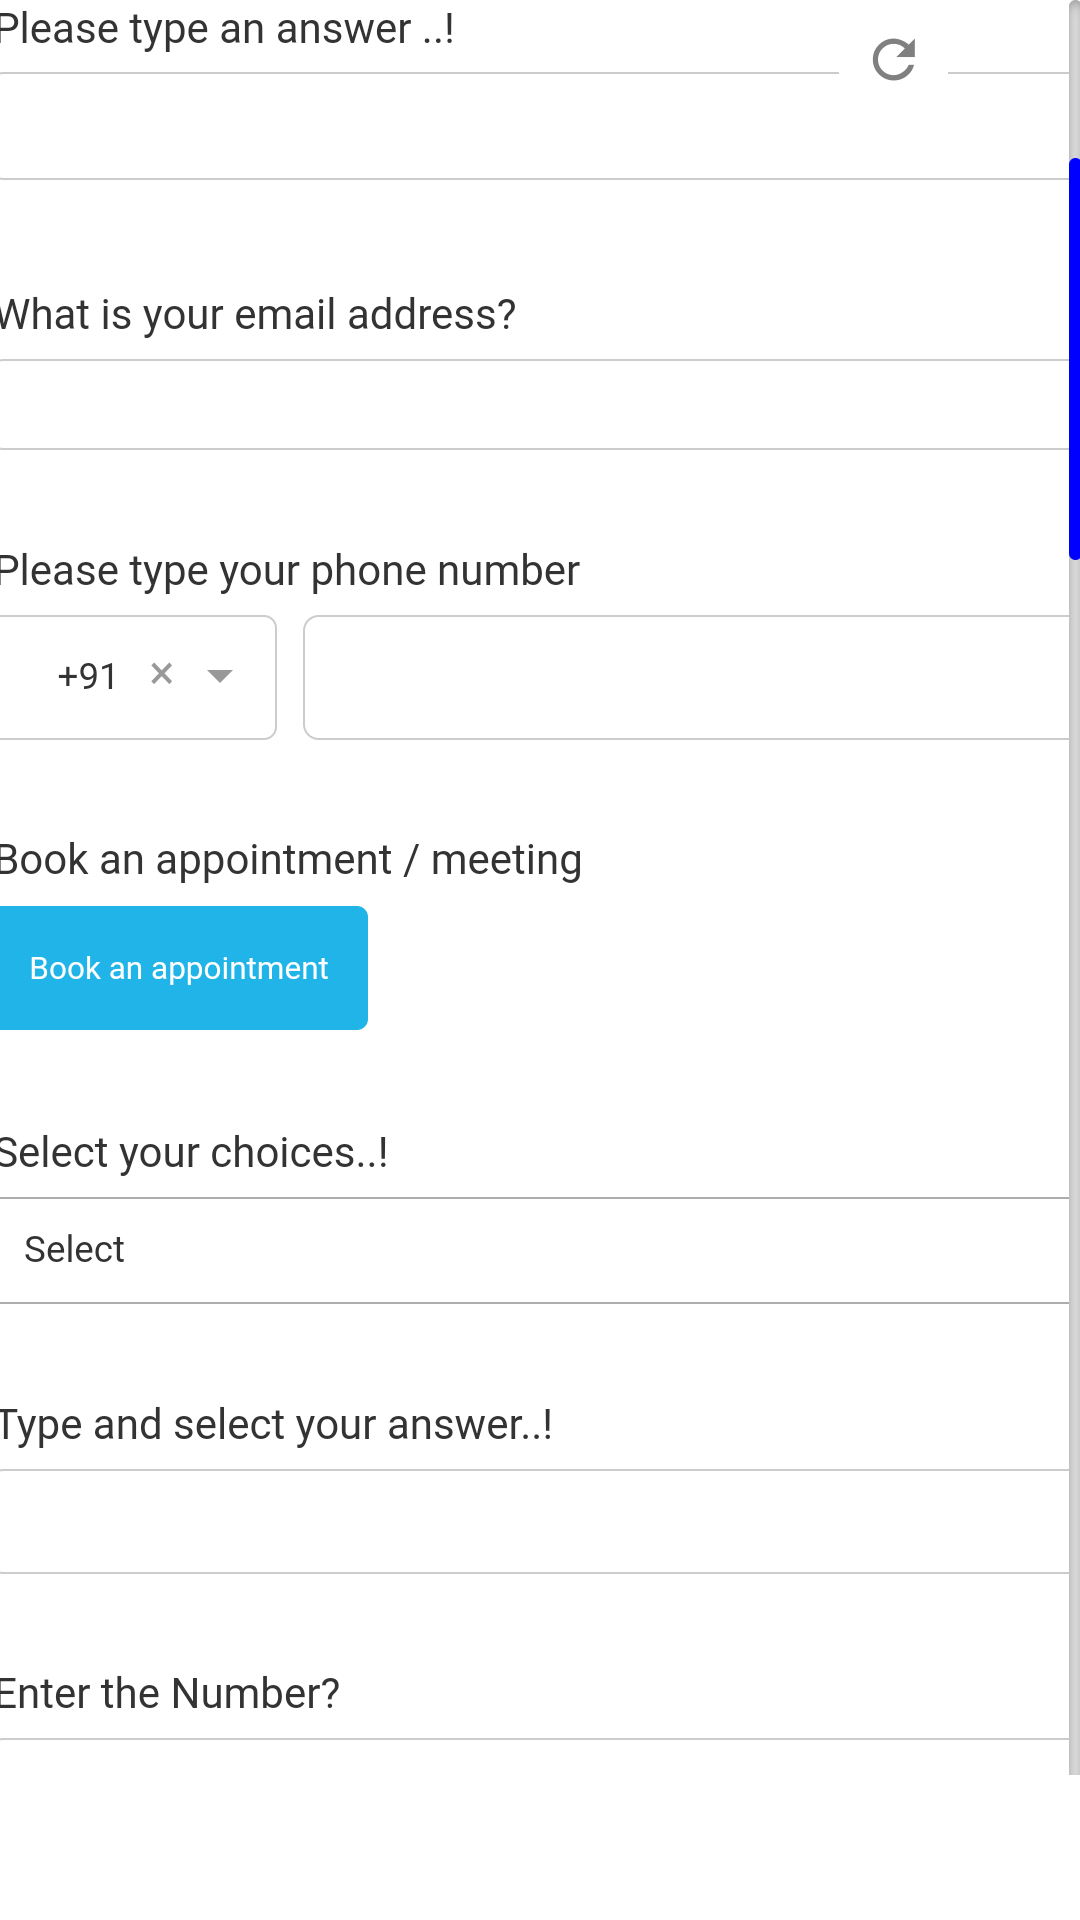 Please type an answer ..!
What is your email address?
Please type your phone number
+91 ×
Book an appointment / meeting
Book an appointment
Select your choices..!
Select
Type and select your answer..!
Enter the Number?